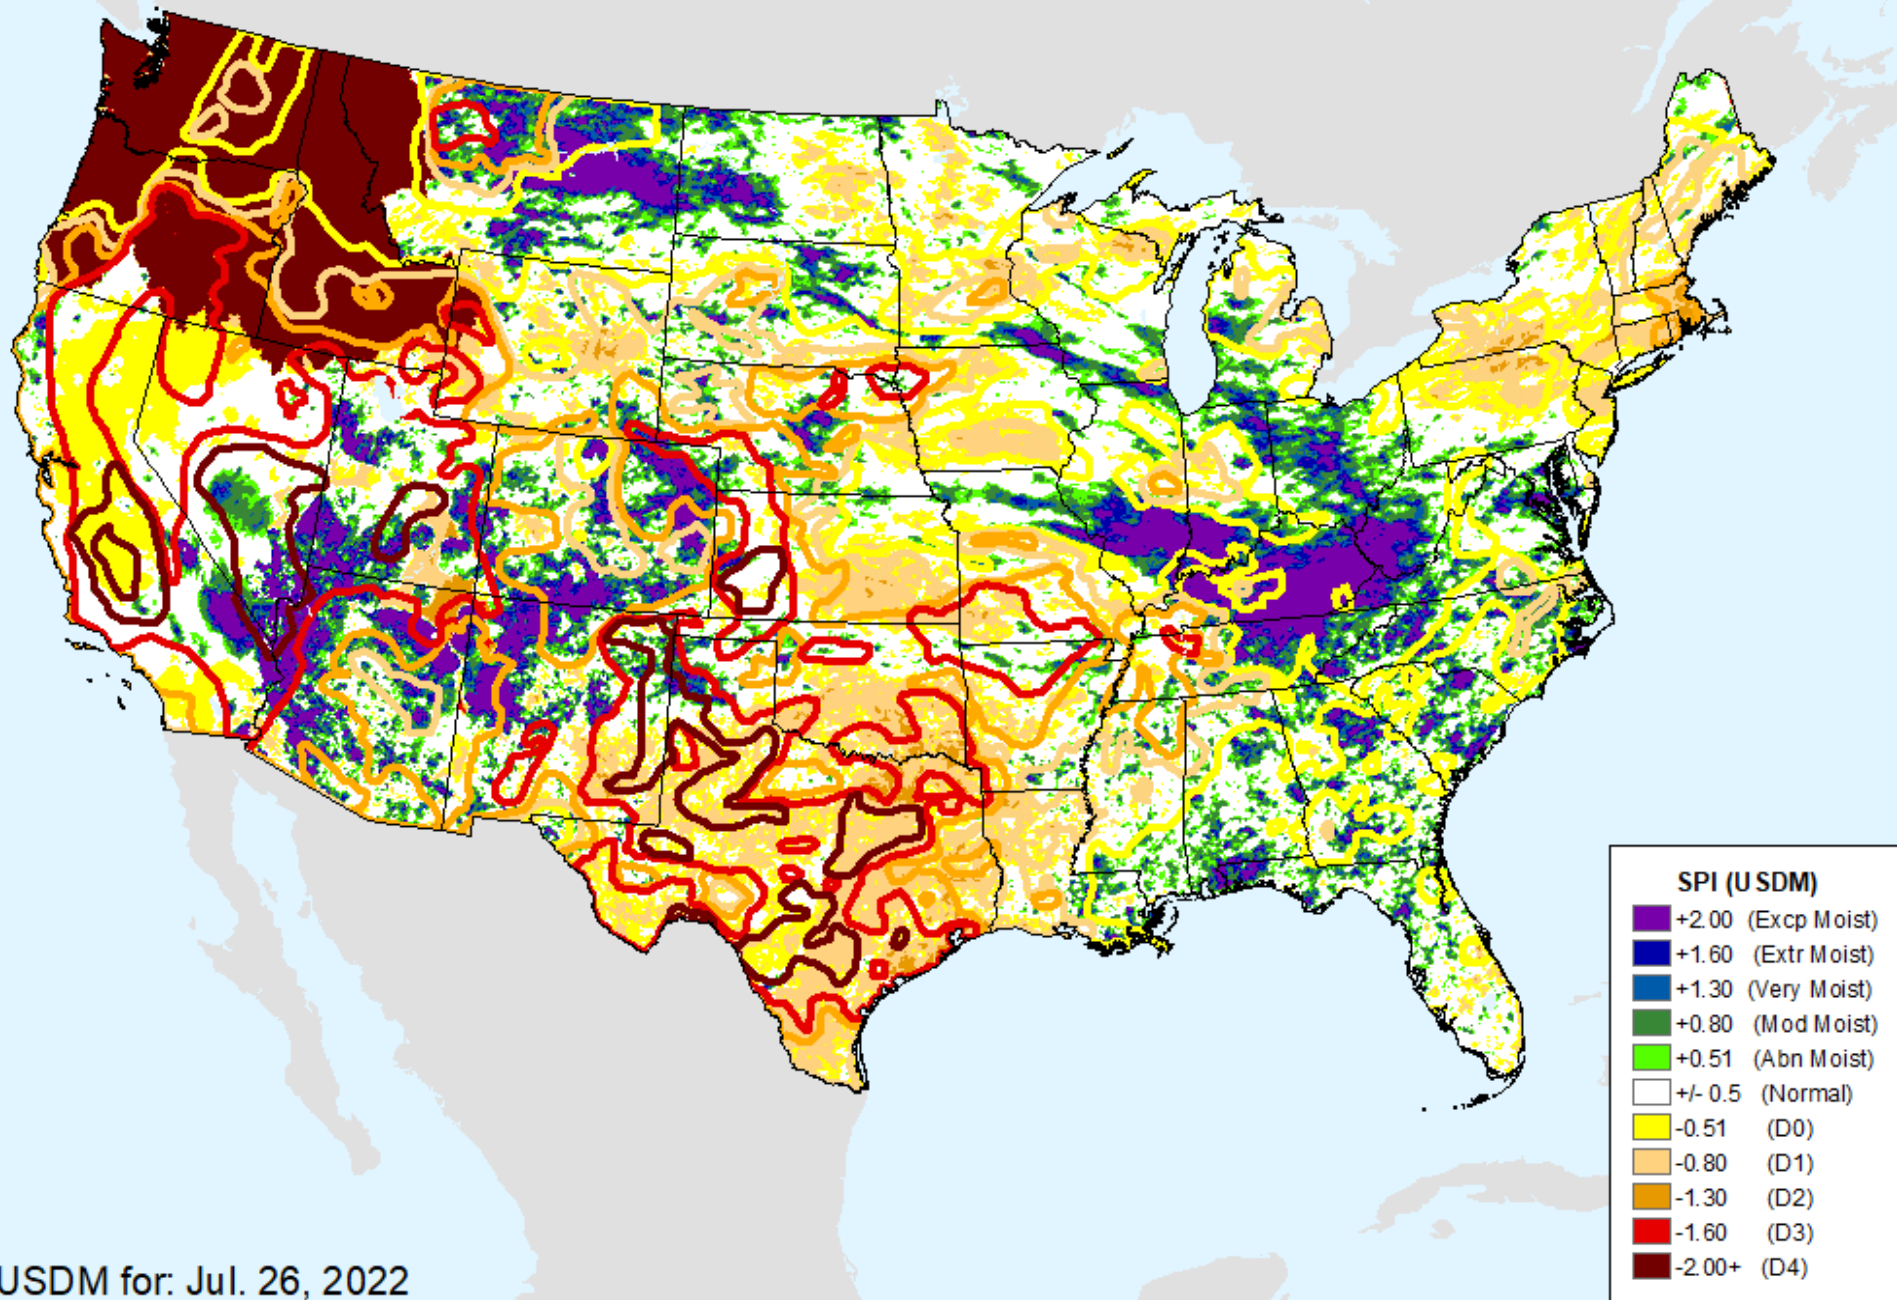 SPI (USDM)
+2.00 (Excp Moist)
+1.60 (Extr Moist)
+1.30 (Very Moist)
+0.80 (Mod Moist)
+0.51 (Abn Moist)
+/- 0.5 (Normal)
-0.51 (D0)
-0.80 (D1)
-1.30 (D2)
-1.60 (D3)
-2.00+ (D4)
USDM for: Jul. 26, 2022